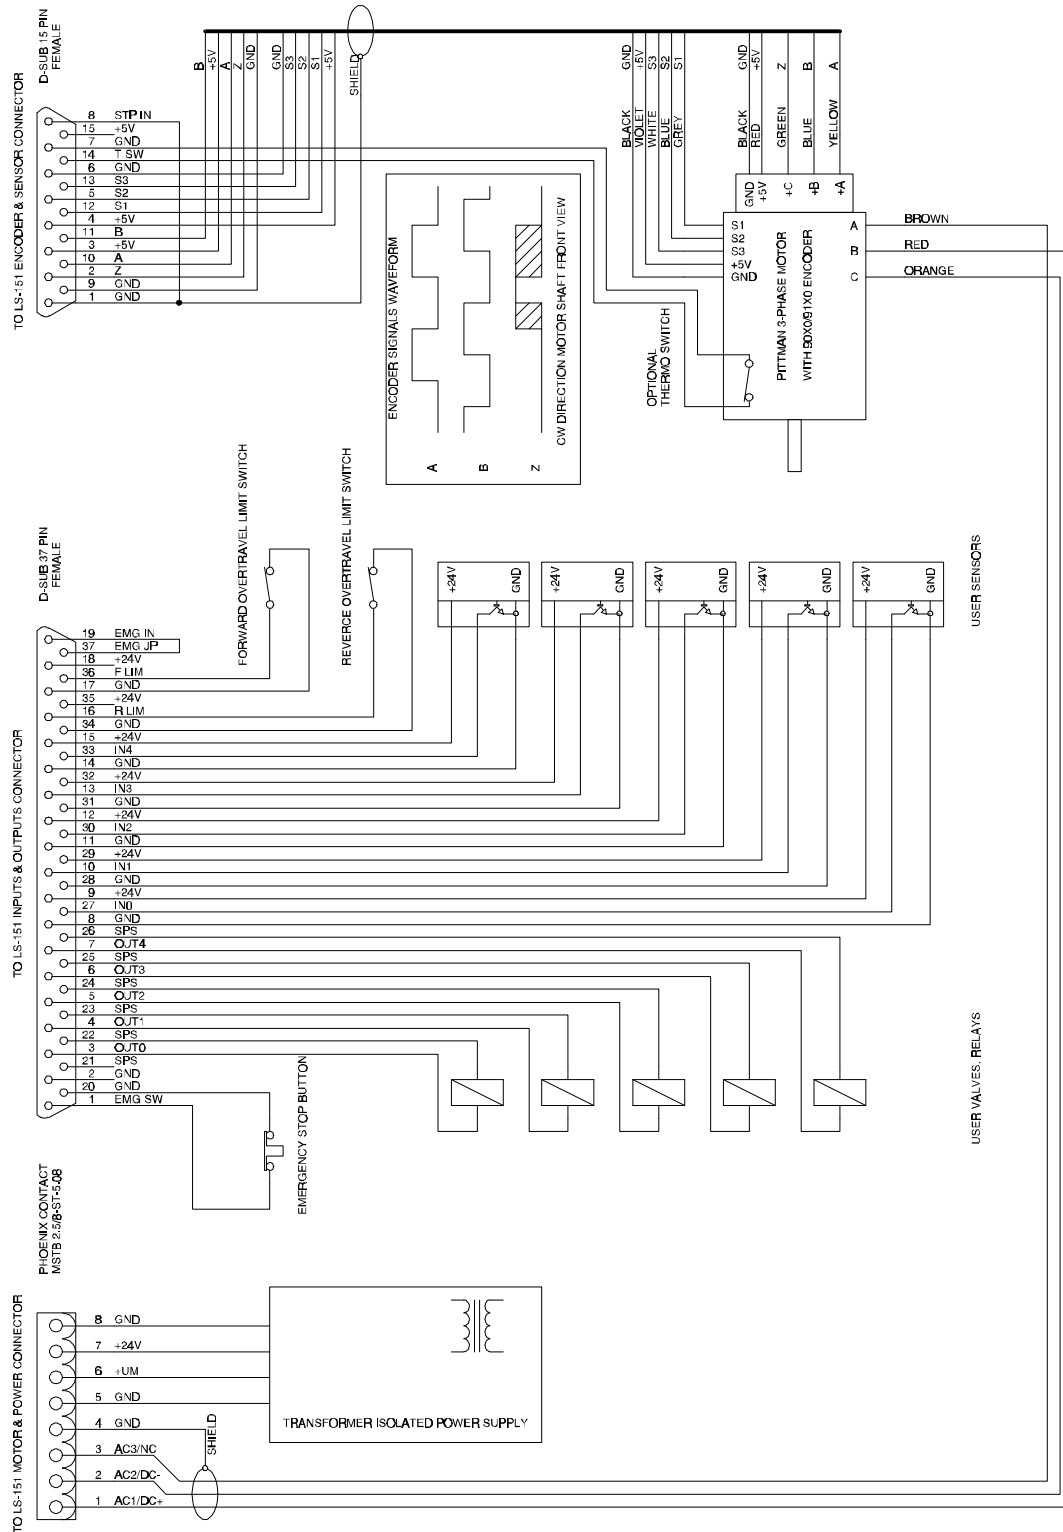 TO LS-151 ENCODER & SENSOR CONNECTOR
D-SUB 15 PIN
FEMALE
8 STP IN
15 +5V
7 GND
14 T SW
6 GND
13 S3
5 S2
12 S1
4 +5V
11 B
3 +5V
10 A
2 Z
9 GND
1 GND
B
+5V
A
Z
GND
GND
S3
S2
S1
+5V
SHIELD
GND
+5V
S3
S2
S1
GND
+5V
Z
B
A
BLACK
VIOLET
WHITE
BLUE
GREY
BLACK
RED
GREEN
BLUE
YELLOW
GND
+5V
+C
+B
+A
S1
S2
S3
+5V
GND
A
B
C
BROWN
RED
ORANGE
PITTMAN 3-PHASE MOTOR
WITH 90X0/91X0 ENCODER
OPTIONAL
THERMO SWITCH
ENCODER SIGNALS WAVEFORM
A
B
Z
CW DIRECTION MOTOR SHAFT FRONT VIEW
TO LS-151 INPUTS & OUTPUTS CONNECTOR
D-SUB 37 PIN
FEMALE
19 EMG IN
37 EMG JP
18 +24V
36 F LIM
17 GND
35 +24V
16 R LIM
34 GND
15 +24V
33 IN4
14 GND
32 +24V
13 IN3
31 GND
12 +24V
30 IN2
11 GND
29 +24V
10 IN1
28 GND
9 +24V
27 IN0
8 GND
26 SPS
7 OUT4
25 SPS
6 OUT3
24 SPS
5 OUT2
23 SPS
4 OUT1
22 SPS
3 OUT0
21 SPS
2 GND
20 GND
1 EMG SW
FORWARD OVERTRAVEL LIMIT SWITCH
REVERCE OVERTRAVEL LIMIT SWITCH
+24V
GND
+24V
GND
+24V
GND
+24V
GND
+24V
GND
USER SENSORS
USER VALVES, RELAYS
EMERGENCY STOP BUTTON
TO LS-151 MOTOR & POWER CONNECTOR
PHOENIX CONTACT
MSTB 2.5/8-ST-5-08
8 GND
7 +24V
6 +UM
5 GND
4 GND
3 AC3/NC
2 AC2/DC-
1 AC1/DC+
SHIELD
TRANSFORMER ISOLATED POWER SUPPLY